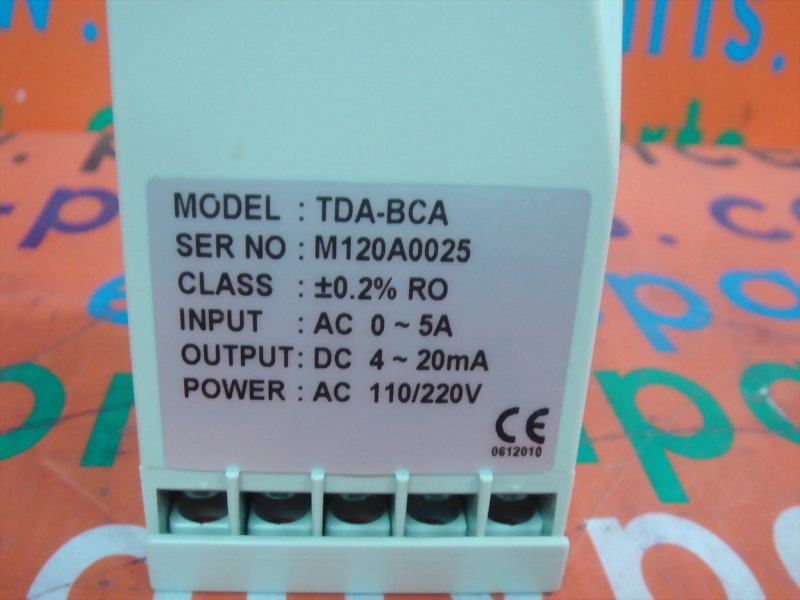 MODEL : TDA-BCA
SER NO : M120A0025
CLASS : ±0.2% RO
INPUT : AC 0 ~ 5A
OUTPUT : DC 4 ~ 20mA
POWER : AC 110/220V
CE
0612010